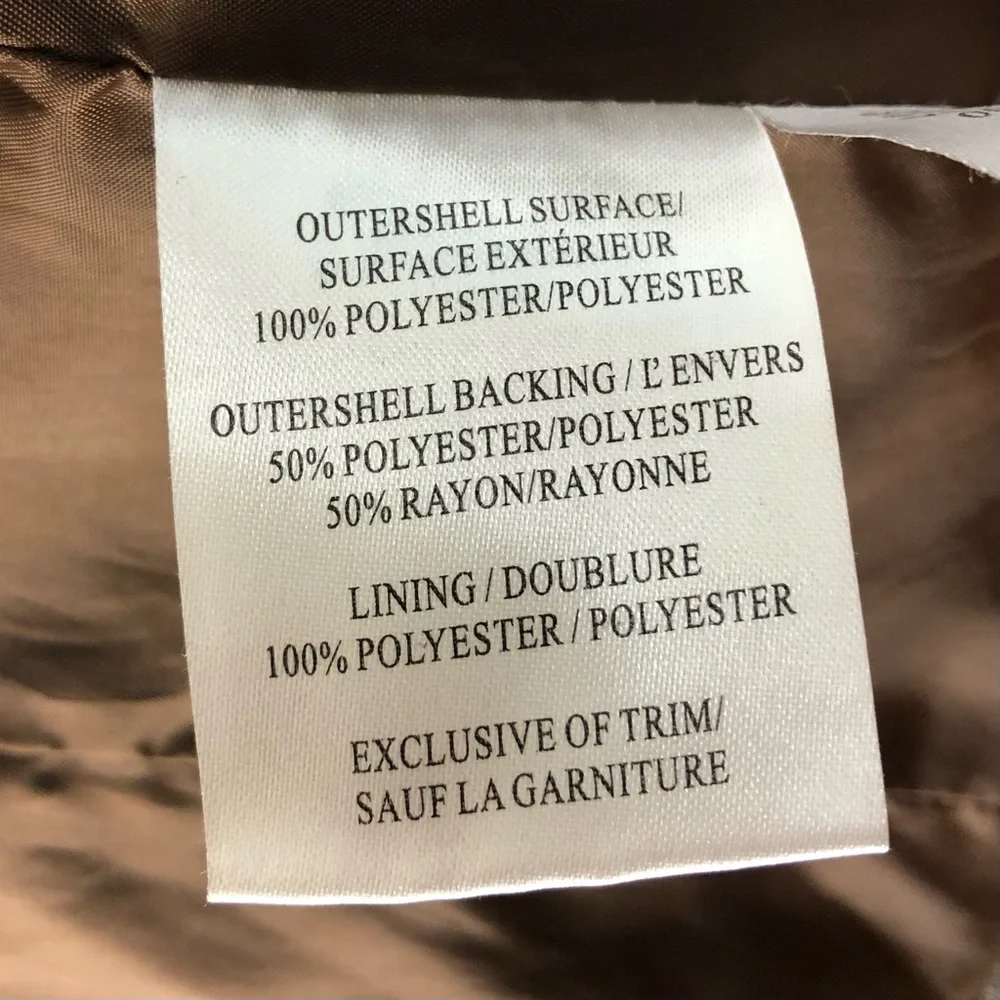 OUTERSHELL SURFACE/
SURFACE EXTÉRIEUR
100% POLYESTER/POLYESTER
OUTERSHELL BACKING / L' ENVERS
50% POLYESTER/POLYESTER
50% RAYON/RAYONNE
LINING / DOUBLURE
100% POLYESTER / POLYESTER
EXCLUSIVE OF TRIM/
SAUF LA GARNITURE